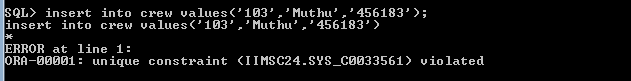 SQL> insert into crew values('103','Muthu','456183');
insert into crew values('103','Muthu','456183')
*
ERROR at line 1:
ORA-00001: unique constraint (IIMSC24.SYS_C0033561) violated